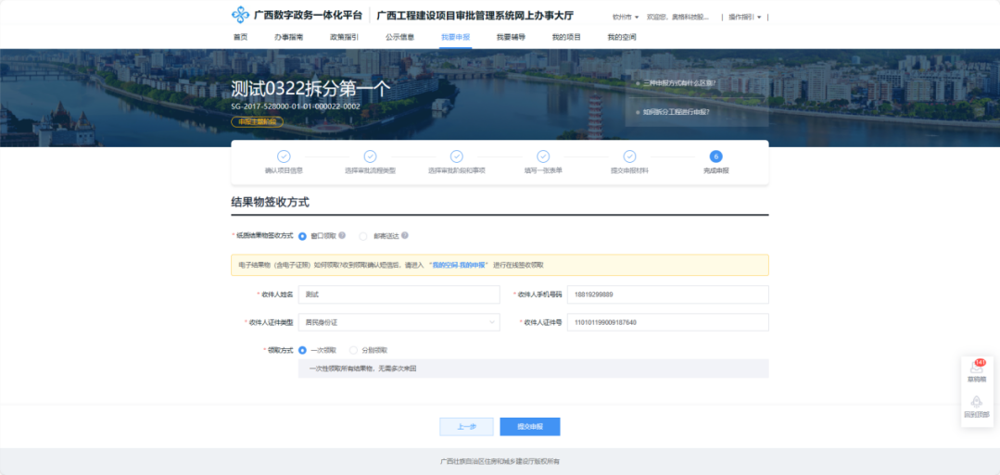 广西数字政务一体化平台 广西工程建设项目审批管理系统网上办事大厅 钦州市 欢迎您，奥格科技股... 操作指引
首页 办事指南 政策指引 公示信息 我要申报 我要辅导 我的项目 我的空间
测试0322拆分第一个
SG-2017-528000-01-01-000022-0002
申报主题阶段
三种申报方式有什么区别?
如何拆分工程进行申报?
确认项目信息 选择审批流程类型 选择审批阶段和事项 填写一张表单 提交申报材料 6 完成申报
结果物签收方式
* 纸质结果物签收方式 窗口领取 ? 邮寄送达 ?
电子结果物（含电子证照）如何领取?收到领取确认短信后，请进入 “我的空间-我的申报” 进行在线签收领取
* 收件人姓名 测试 * 收件人手机号码 18819299889
* 收件人证件类型 居民身份证 * 收件人证件号 110101199009187640
* 领取方式 一次领取 分别领取
一次性领取所有结果物，无需多次来回
141
草稿箱
回到顶部
上一步 提交申报
广西壮族自治区住房和城乡建设厅版权所有